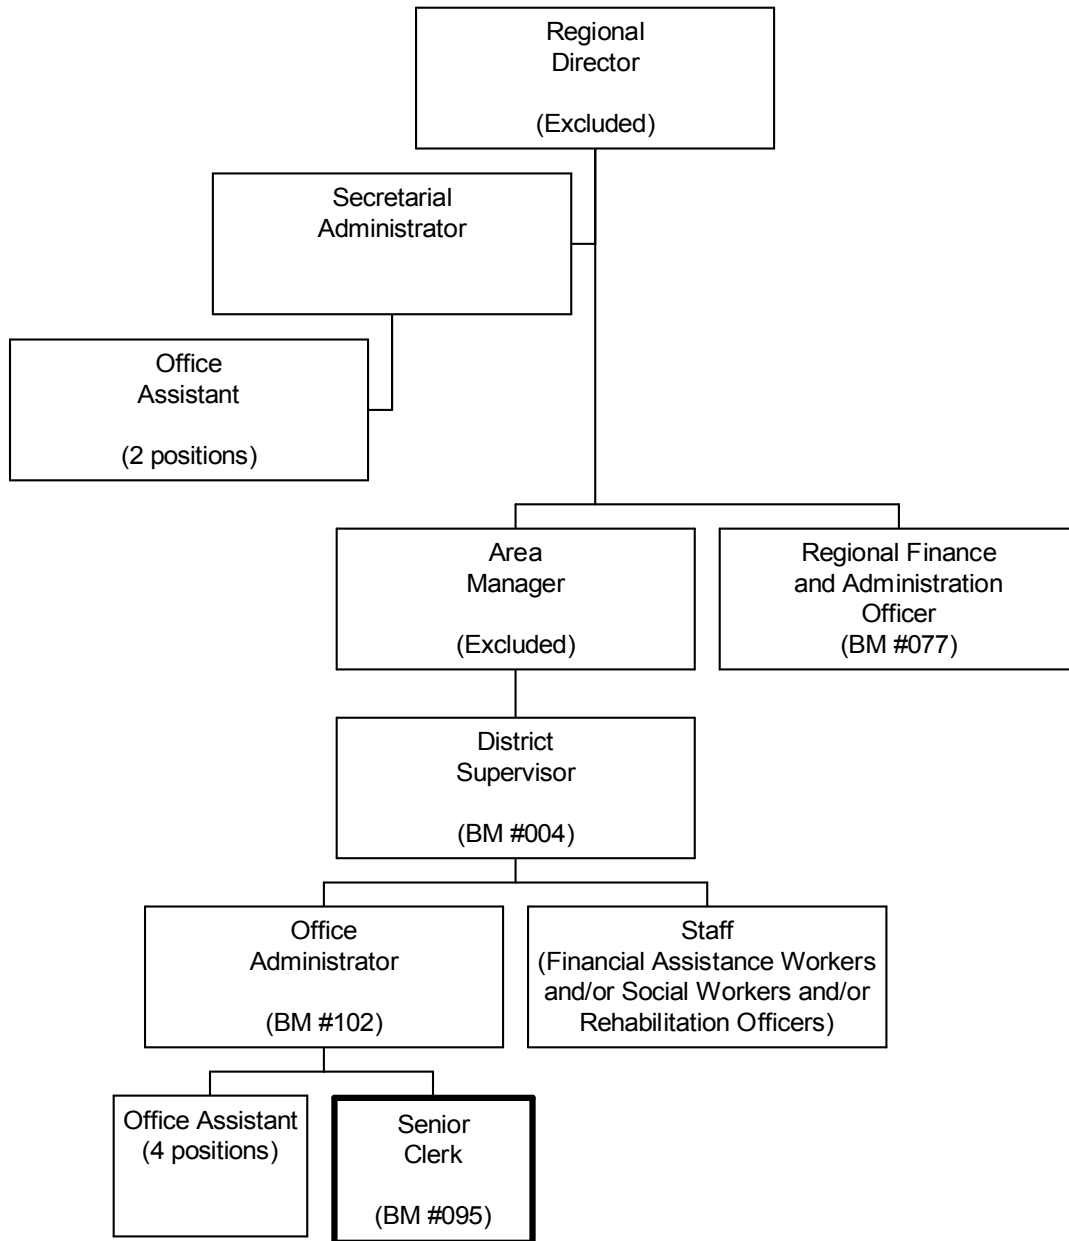 Regional
Director
(Excluded)
Secretarial
Administrator
Office
Assistant
(2 positions)
Area
Manager
(Excluded)
Regional Finance
and Administration
Officer
(BM #077)
District
Supervisor
(BM #004)
Office
Administrator
(BM #102)
Staff
(Financial Assistance Workers
and/or Social Workers and/or
Rehabilitation Officers)
Office Assistant
(4 positions)
Senior
Clerk
(BM #095)